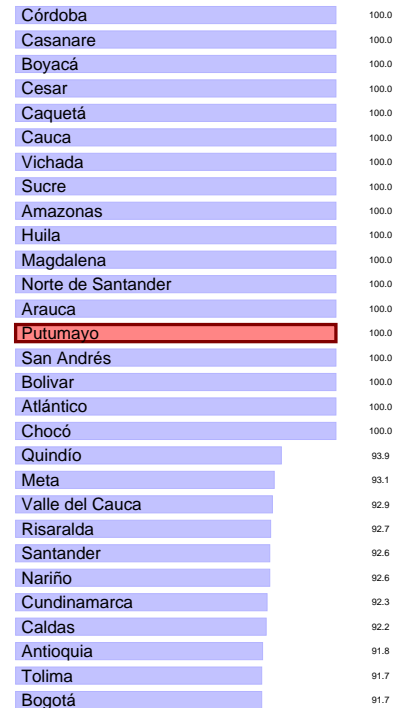 Córdoba 100.0
Casanare 100.0
Boyacá 100.0
Cesar 100.0
Caquetá 100.0
Cauca 100.0
Vichada 100.0
Sucre 100.0
Amazonas 100.0
Huila 100.0
Magdalena 100.0
Norte de Santander 100.0
Arauca 100.0
Putumayo 100.0
San Andrés 100.0
Bolivar 100.0
Atlántico 100.0
Chocó 100.0
Quindío 93.9
Meta 93.1
Valle del Cauca 92.9
Risaralda 92.7
Santander 92.6
Nariño 92.6
Cundinamarca 92.3
Caldas 92.2
Antioquia 91.8
Tolima 91.7
Bogotá 91.7